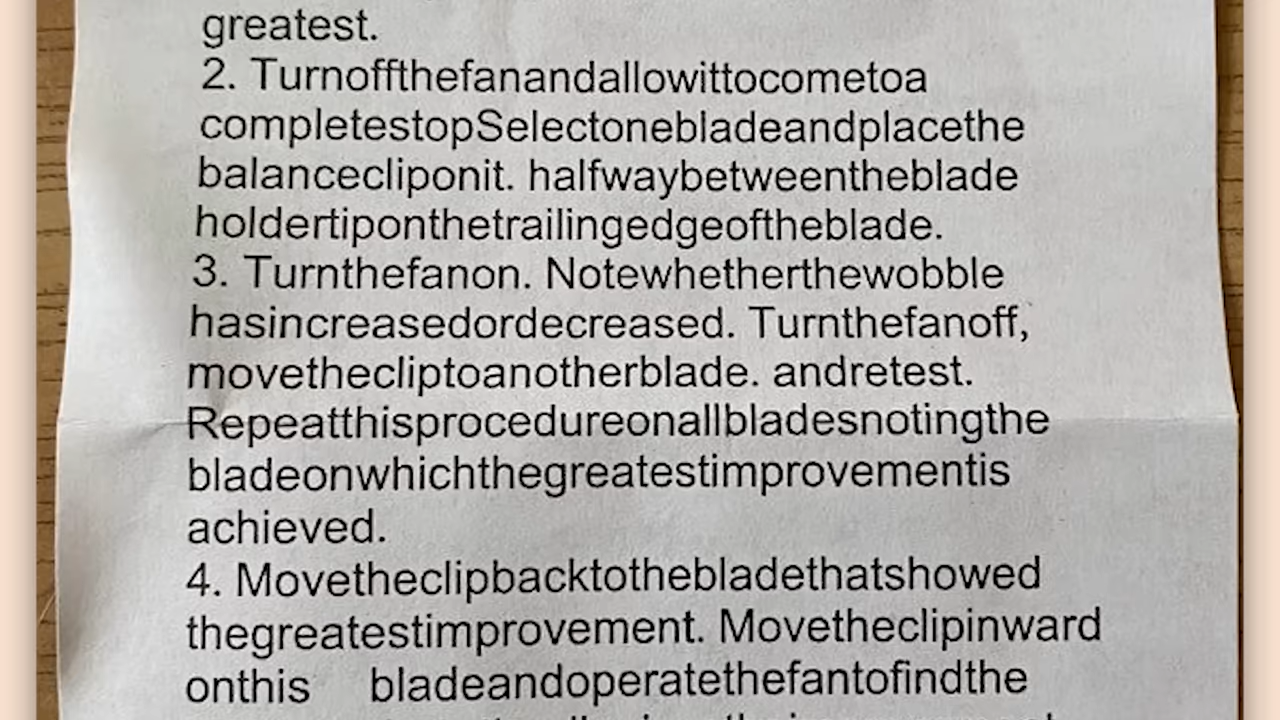 greatest.
2. Turnoffthefanandallowittocometoa
completestopSelectonebladeandplacethe
balancecliponit. halfwaybetweentheblade
holdertiponthetrailingedgeoftheblade.
3. Turnthefanon. Notewhetherthewobble
hasincreasedordecreased. Turnthefanoff,
movethecliptoanotherblade. andretest.
Repeatthisprocedureonallbladesnotingthe
bladeonwhichthegreatestimprovementis
achieved.
4. Movetheclipbacktothebladethatshowed
thegreatestimprovement. Movetheclipinward
onthis bladeandoperatethefantofindthe